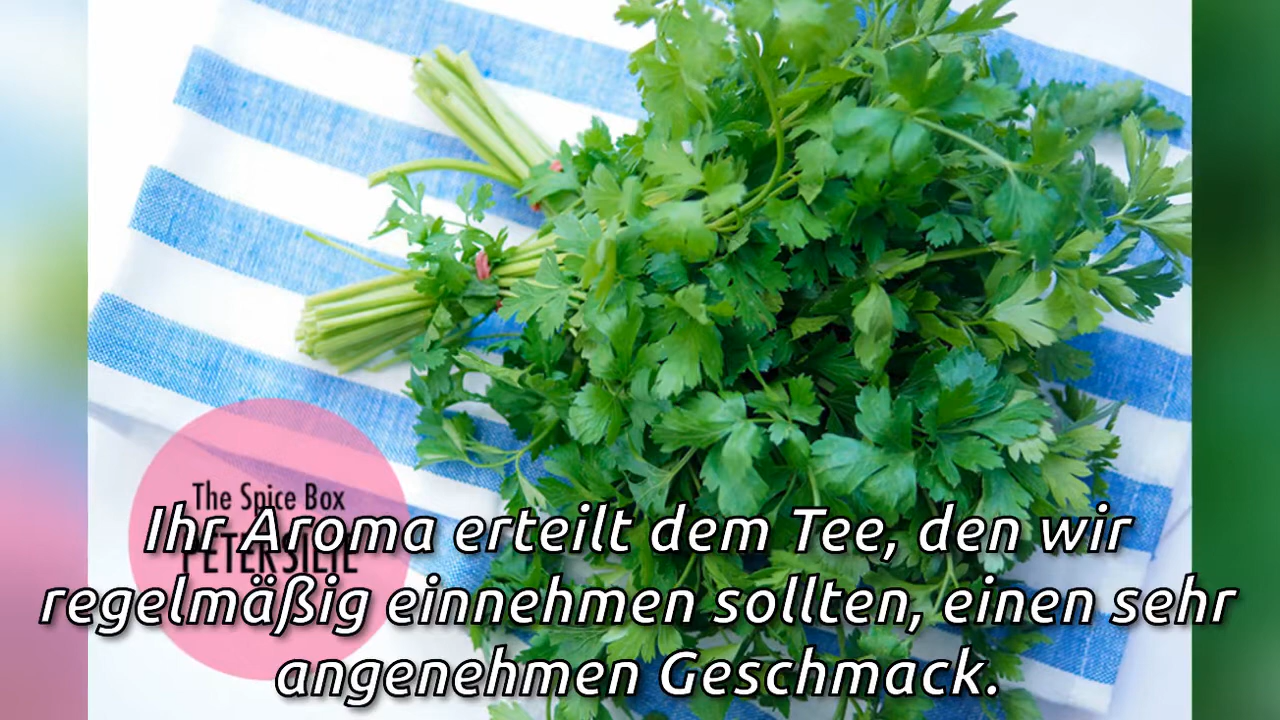 The Spice Box
PETERSILIE
Ihr Aroma erteilt dem Tee, den wir
regelmäßig einnehmen sollten, einen sehr
angenehmen Geschmack.